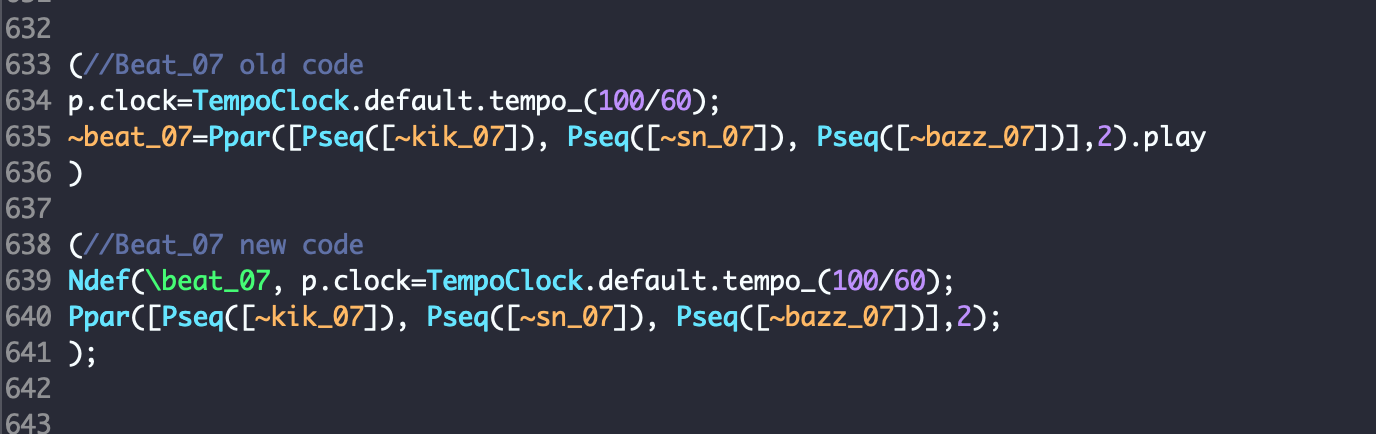 632
633 (//Beat_07 old code
634 p.clock=TempoClock.default.tempo_(100/60);
635 ~beat_07=Ppar([Pseq([~kik_07]), Pseq([~sn_07]), Pseq([~bazz_07])],2).play
636 )
637
638 (//Beat_07 new code
639 Ndef(\beat_07, p.clock=TempoClock.default.tempo_(100/60);
640 Ppar([Pseq([~kik_07]), Pseq([~sn_07]), Pseq([~bazz_07])],2);
641 );
642
643